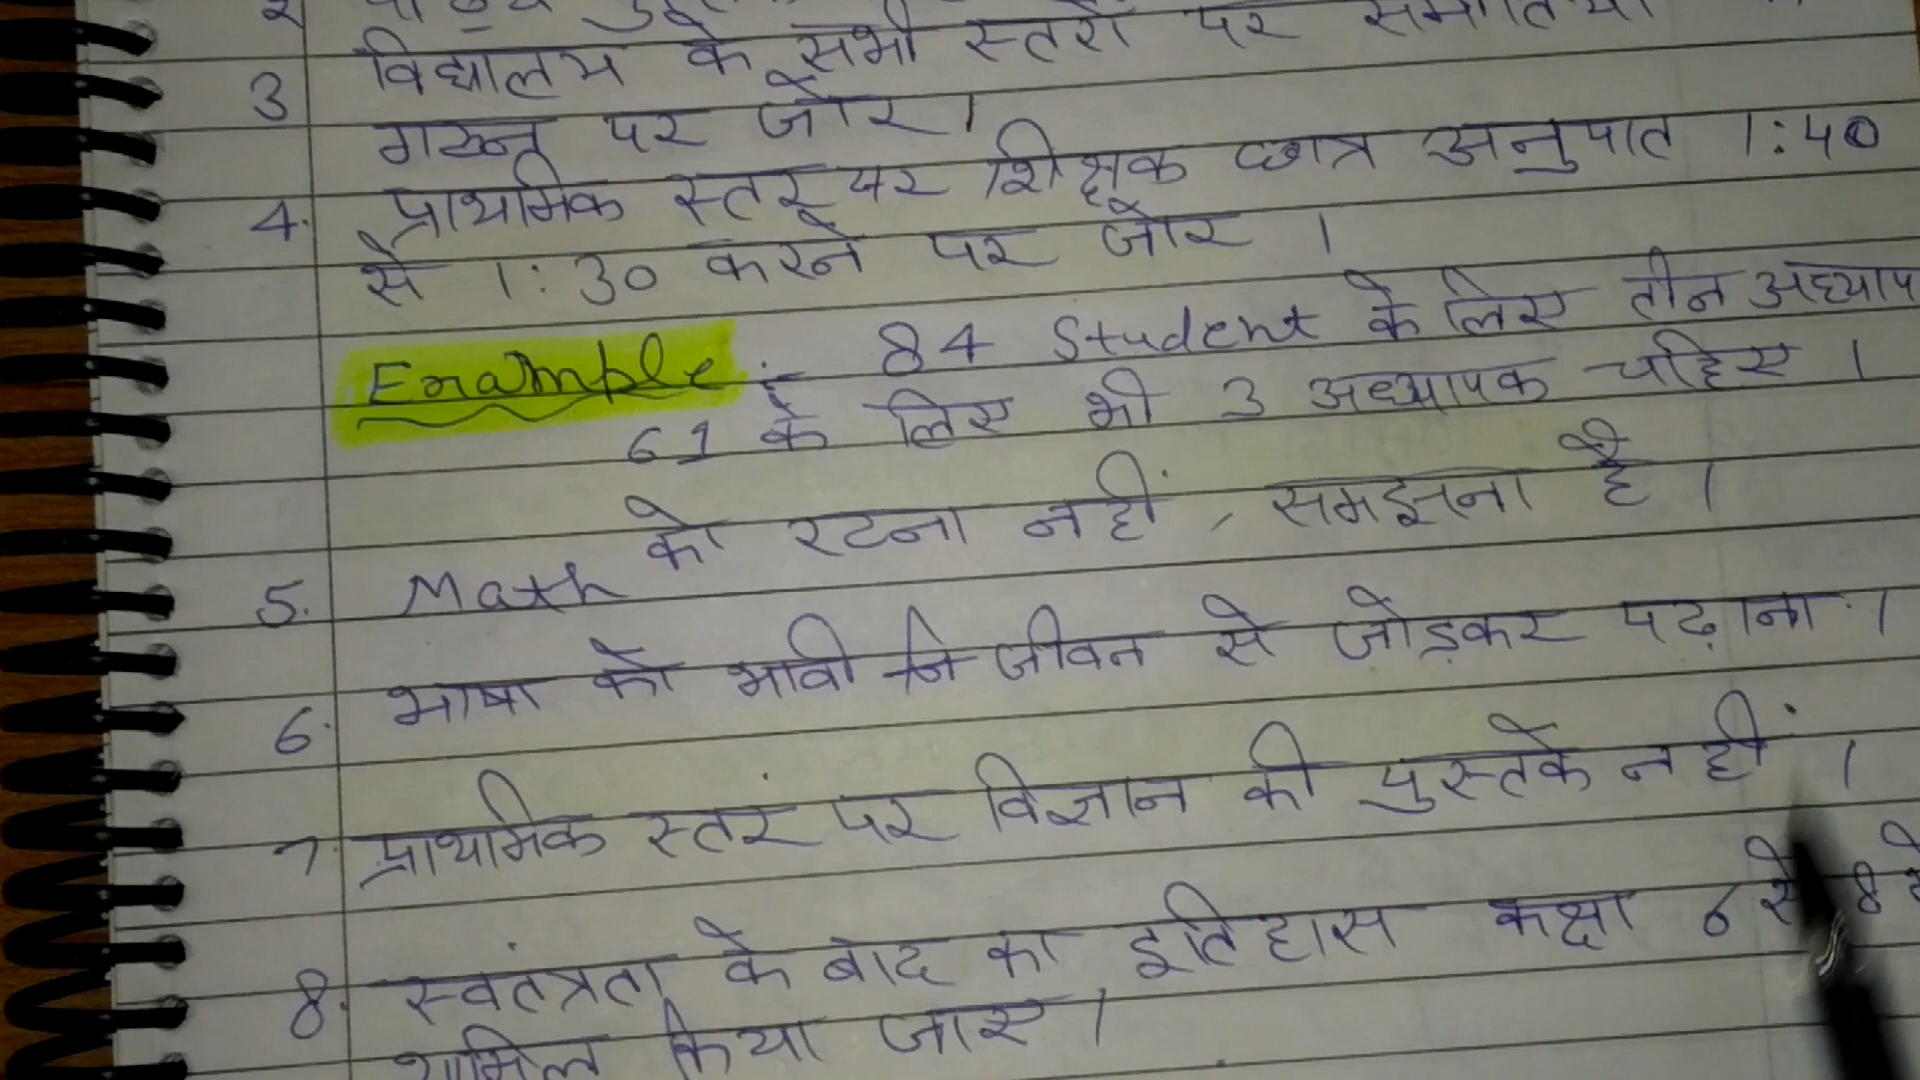 3 विद्यालय के सभी स्तरों पर
गठन पर जोर।
4. प्राथमिक स्तर पर शिक्षक छात्र अनुपात 1:40
से 1:30 करने पर जोर ।
Example :- 84 Student के लिए तीन अध्याप
61 के लिए भी 3 अध्यापक चाहिए ।
5. Math को रटना नहीं, समझना है ।
6. भाषा को भावी जीवन से जोड़कर पढ़ाना ।
7. प्राथमिक स्तर पर विज्ञान की पुस्तकें नहीं ।
8. स्वतंत्रता के बाद का इतिहास कक्षा 6 से 8
शामिल किया जाए ।